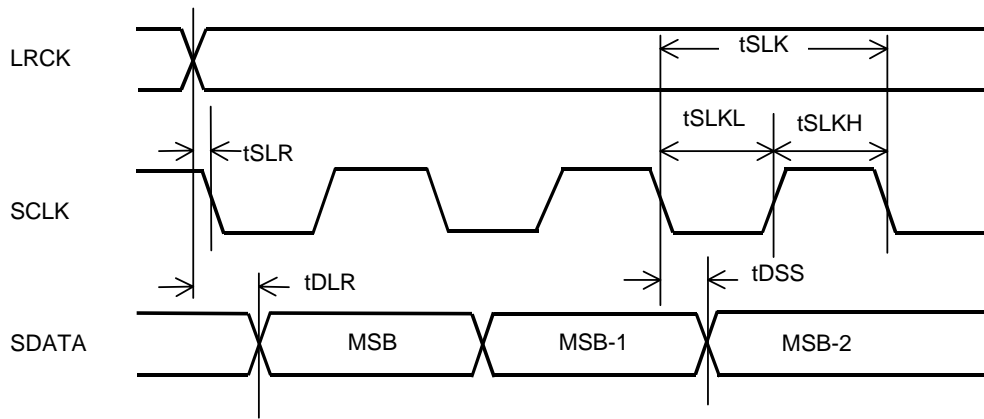 LRCK
tSLK
tSLKL tSLKH
tSLR
SCLK
tDLR
tDSS
SDATA
MSB
MSB-1
MSB-2